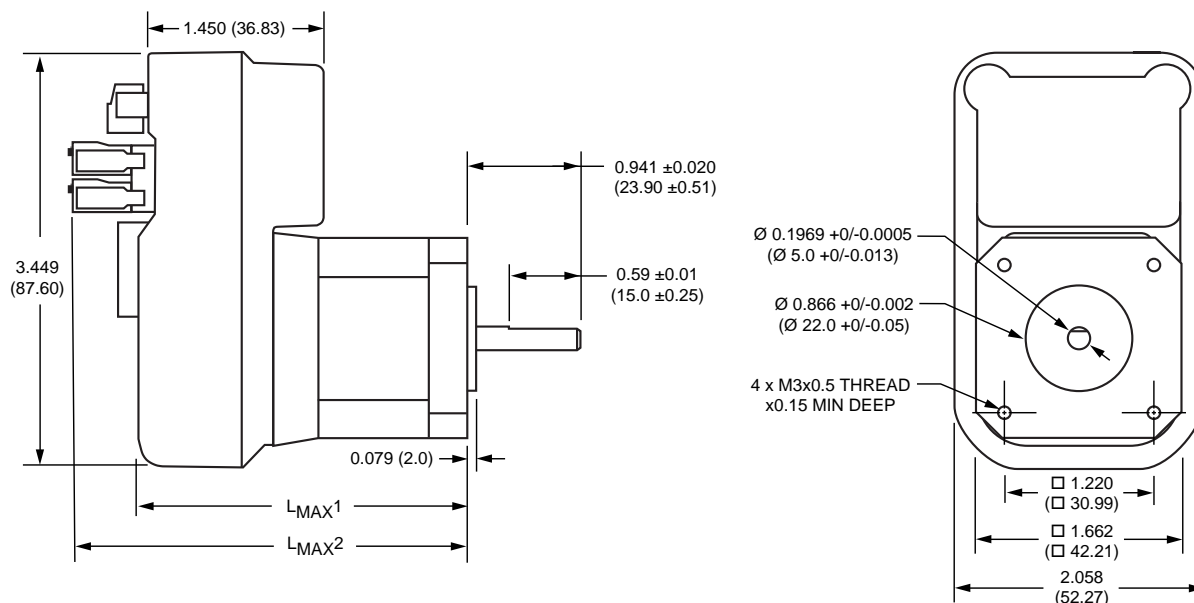 1.450 (36.83)
0.941 ±0.020
(23.90 ±0.51)
3.449
(87.60)
0.59 ±0.01
(15.0 ±0.25)
0.079 (2.0)
LMAX1
LMAX2
Ø 0.1969 +0/-0.0005
(Ø 5.0 +0/-0.013)
Ø 0.866 +0/-0.002
(Ø 22.0 +0/-0.05)
4 x M3x0.5 THREAD
x0.15 MIN DEEP
□ 1.220
(□ 30.99)
□ 1.662
(□ 42.21)
2.058
(52.27)